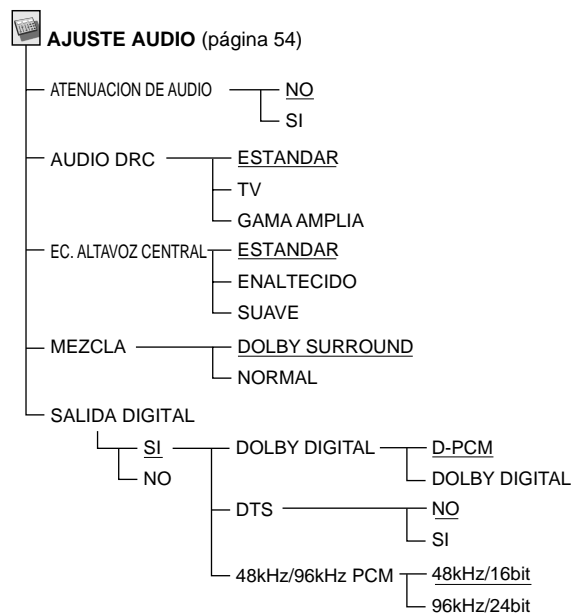 AJUSTE AUDIO (página 54)
ATENUACION DE AUDIO NO
SI
AUDIO DRC ESTANDAR
TV
GAMA AMPLIA
EC. ALTAVOZ CENTRAL ESTANDAR
ENALTECIDO
SUAVE
MEZCLA DOLBY SURROUND
NORMAL
SALIDA DIGITAL
SI DOLBY DIGITAL D-PCM
NO DOLBY DIGITAL
DTS NO
SI
48kHz/96kHz PCM 48kHz/16bit
96kHz/24bit